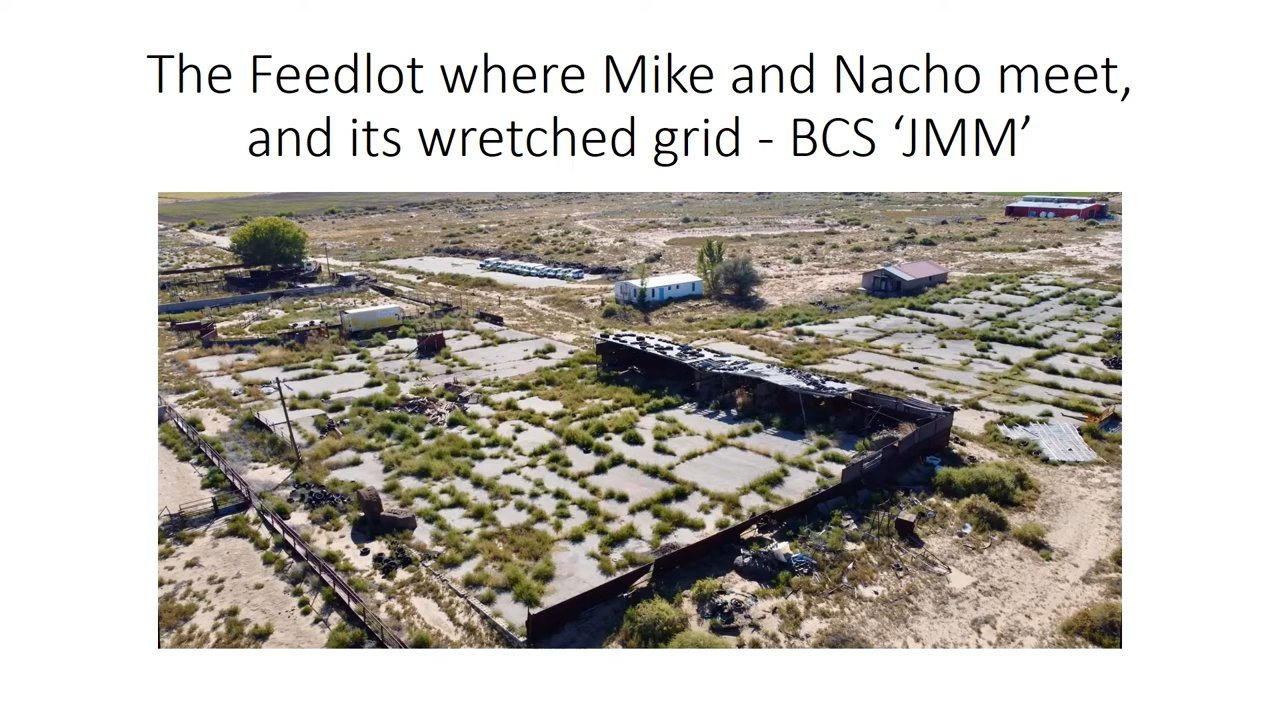 The Feedlot where Mike and Nacho meet,
and its wretched grid - BCS ‘JMM’